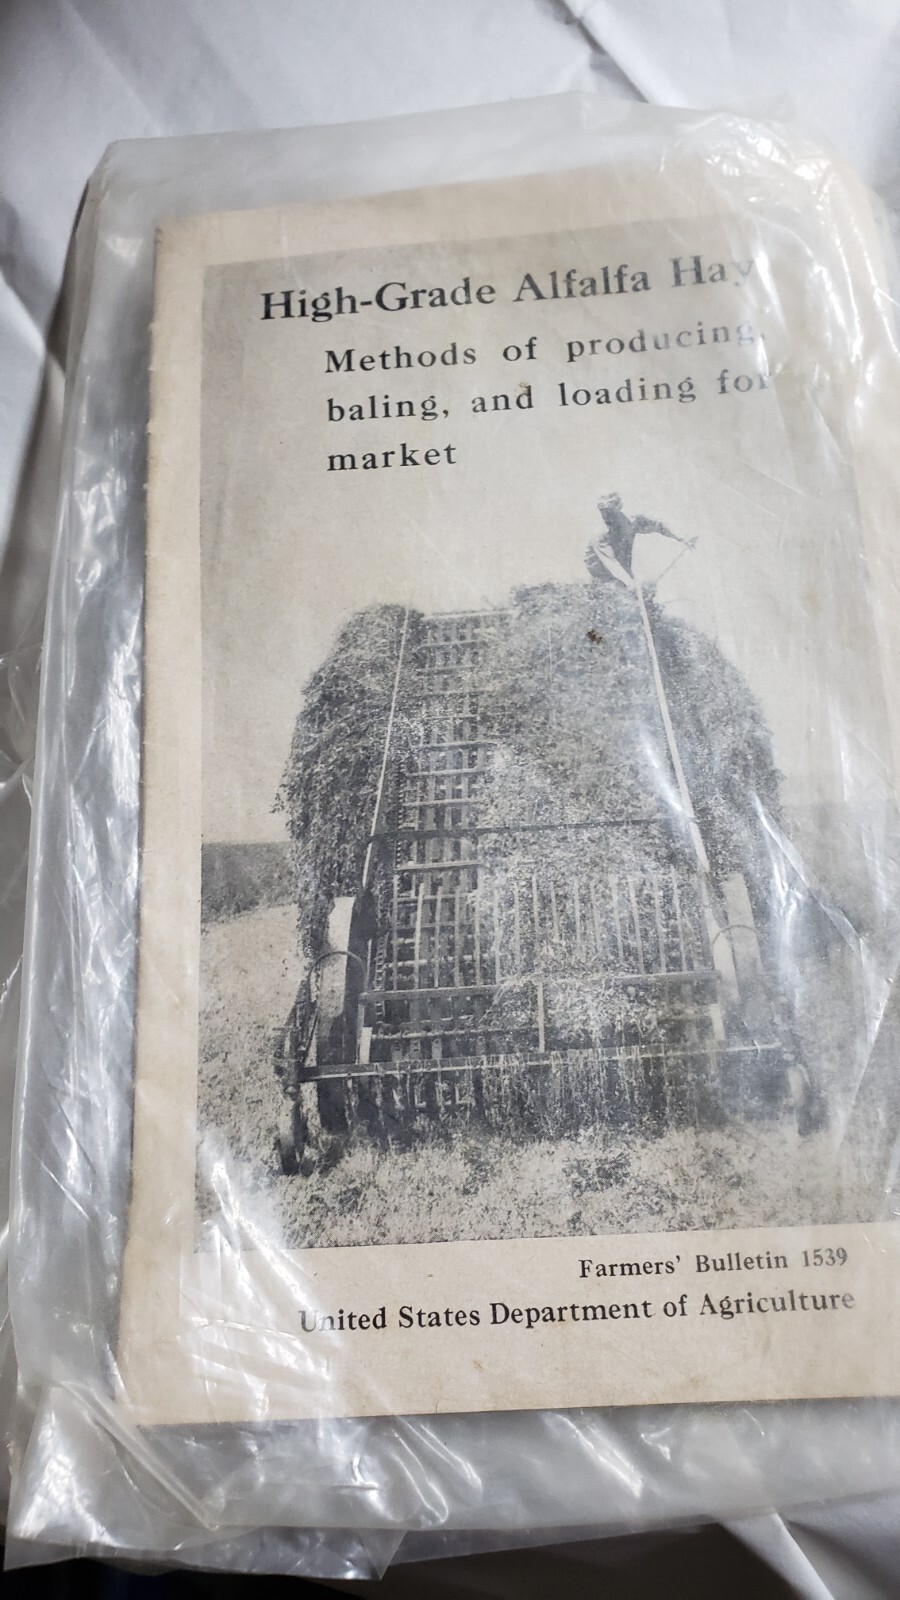 High-Grade Alfalfa Hay
Methods of producing,
baling, and loading for
market
Farmers' Bulletin 1539
United States Department of Agriculture